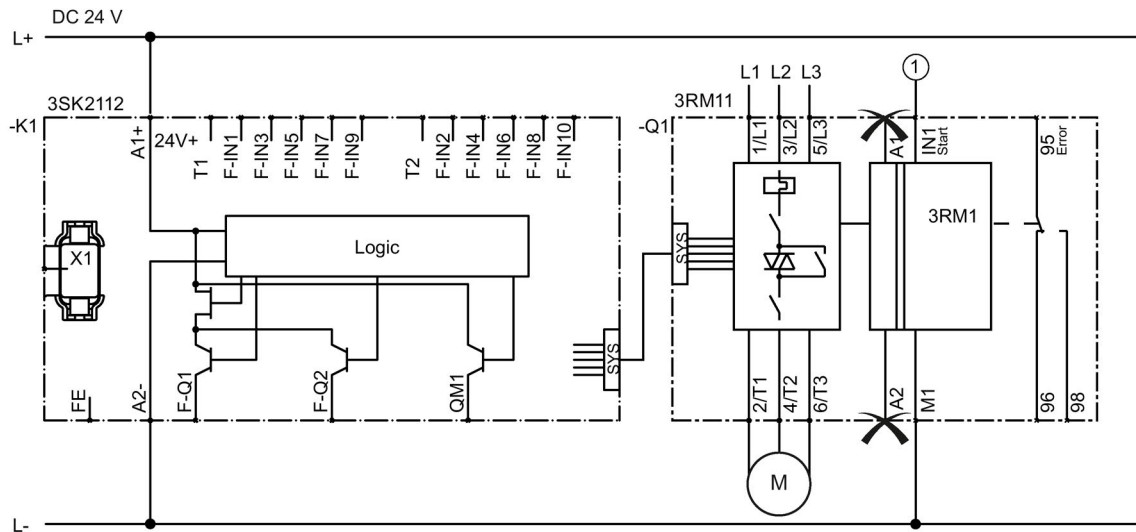 DC 24 V
L+
L1 L2 L3 1
3SK2112
3RM11
-K1
-Q1
A1+
24V+
T1
F-IN1
F-IN3
F-IN5
F-IN7
F-IN9
T2
F-IN2
F-IN4
F-IN6
F-IN8
F-IN10
1/L1
3/L2
5/L3
A1
IN1
Start
95
Error
X1
Logic
SYS
3RM1
SYS
FE
A2-
F-Q1
F-Q2
QM1
2/T1
4/T2
6/T3
A2
M1
96
98
M
L-